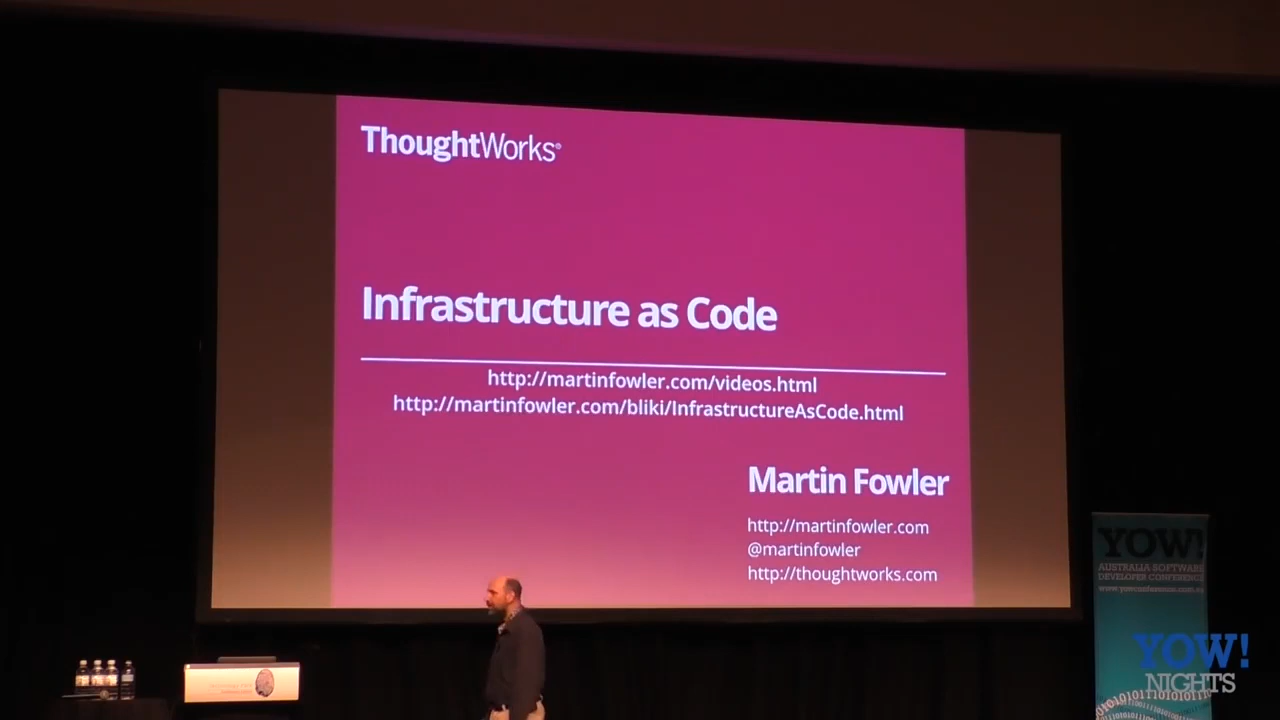 ThoughtWorks®
Infrastructure as Code
http://martinfowler.com/videos.html
http://martinfowler.com/bliki/InfrastructureAsCode.html
Martin Fowler
http://martinfowler.com
@martinfowler
http://thoughtworks.com
YOW!
AUSTRALIA SOFTWARE
DEVELOPER CONFERENCE
YOW!
NIGHTS